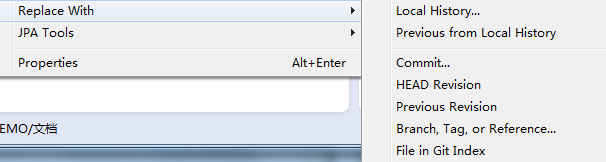 Replace With
JPA Tools
Properties Alt+Enter
EMO/文档
Local History...
Previous from Local History
Commit...
HEAD Revision
Previous Revision
Branch, Tag, or Reference...
File in Git Index